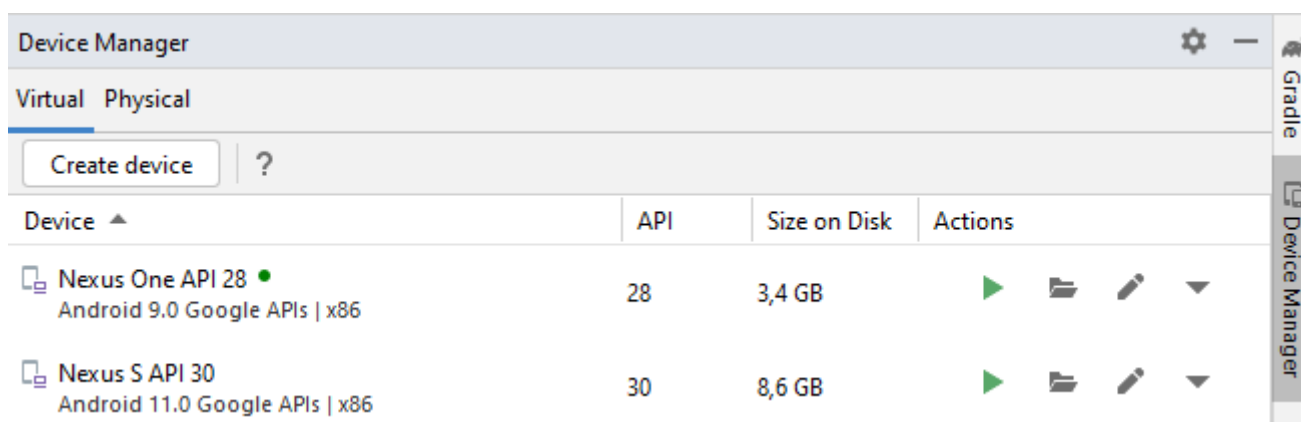 Device Manager
Gradle
Virtual Physical
Create device ?
Device Manager
Device API Size on Disk Actions
Nexus One API 28 28 3,4 GB
Android 9.0 Google APIs | x86
Nexus S API 30 30 8,6 GB
Android 11.0 Google APIs | x86